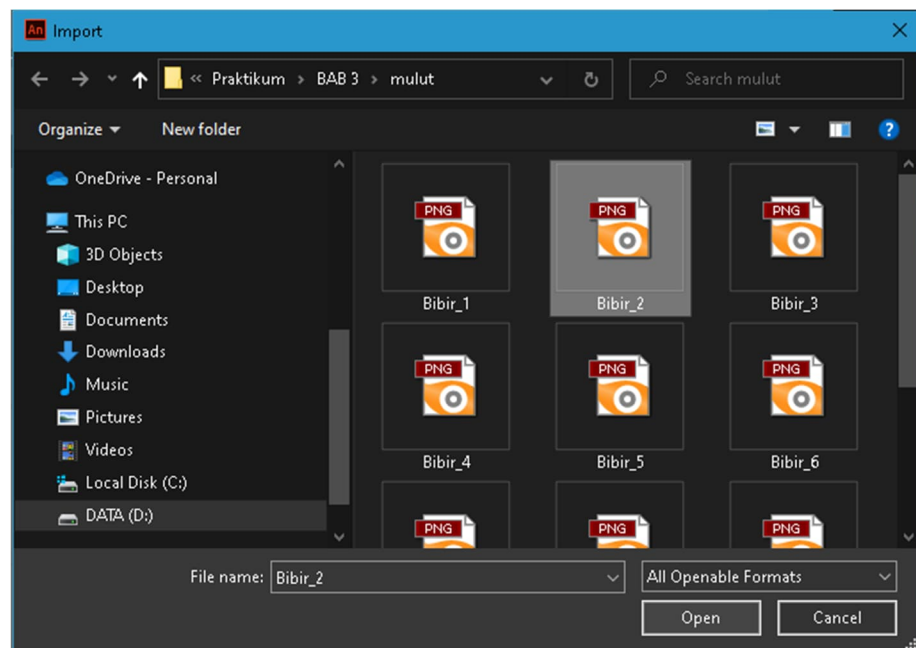 An Import
« Praktikum > BAB 3 > mulut
Search mulut
Organize
New folder
?
OneDrive - Personal
This PC
3D Objects
Desktop
Documents
Downloads
Music
Pictures
Videos
Local Disk (C:)
DATA (D:)
PNG PNG PNG
Bibir_1 Bibir_2 Bibir_3
PNG PNG PNG
Bibir_4 Bibir_5 Bibir_6
PNG PNG PNG
File name: Bibir_2
All Openable Formats
Open Cancel